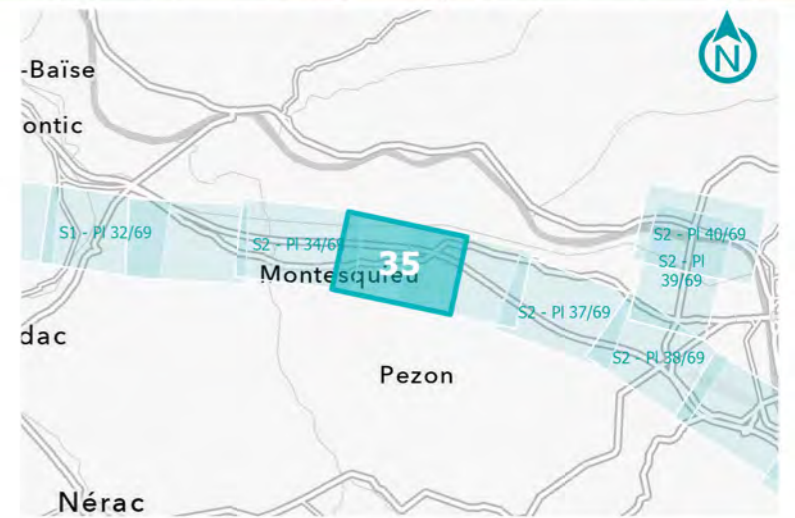 N
-Baïse
ontic
S1 - Pl 32/69
S2 - Pl 34/69
35
Montesquieu
S2 - Pl 40/69
S2 - Pl
39/69
S2 - Pl 37/69
S2 - Pl 38/69
dac
Pezon
Nérac